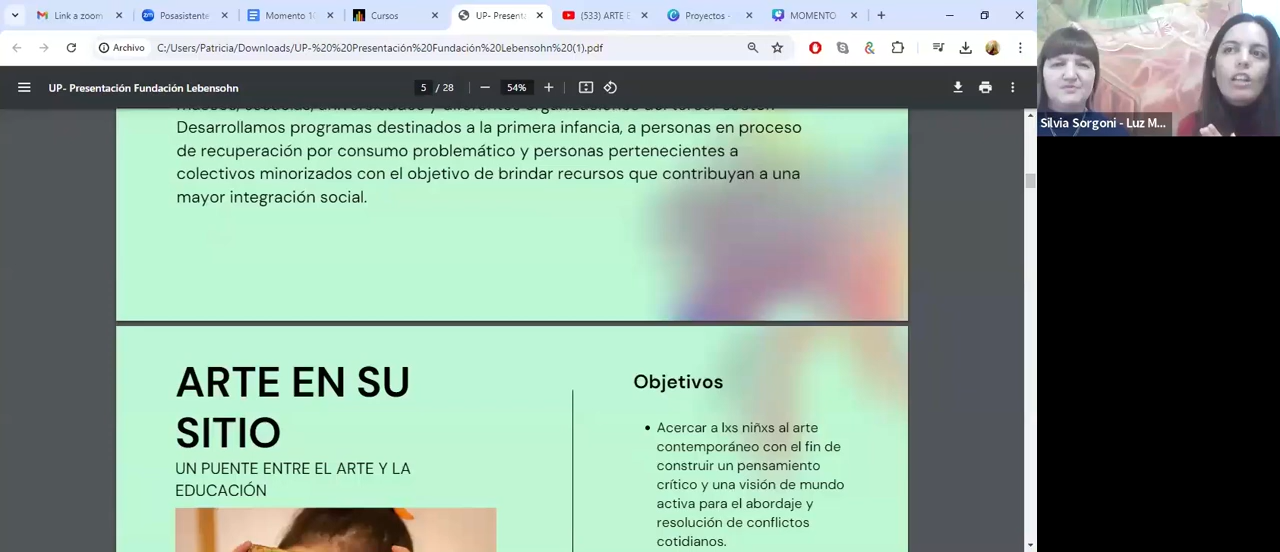 Link a zoom
Posasistente
Momento 1
Cursos
UP- Presenta
(533) ARTE E
Proyectos -
MOMENTO
Archivo
C:/Users/Patricia/Downloads/UP-%20%20Presentación%20Fundación%20Lebensohn%20(1).pdf
UP- Presentación Fundación Lebensohn
5 / 28
54%
Silvia Sorgoni - Luz M...
Desarrollamos programas destinados a la primera infancia, a personas en proceso
de recuperación por consumo problemático y personas pertenecientes a
colectivos minorizados con el objetivo de brindar recursos que contribuyan a una
mayor integración social.
ARTE EN SU
SITIO
UN PUENTE ENTRE EL ARTE Y LA
EDUCACIÓN
Objetivos
Acercar a lxs niñxs al arte
contemporáneo con el fin de
construir un pensamiento
crítico y una visión de mundo
activa para el abordaje y
resolución de conflictos
cotidianos.